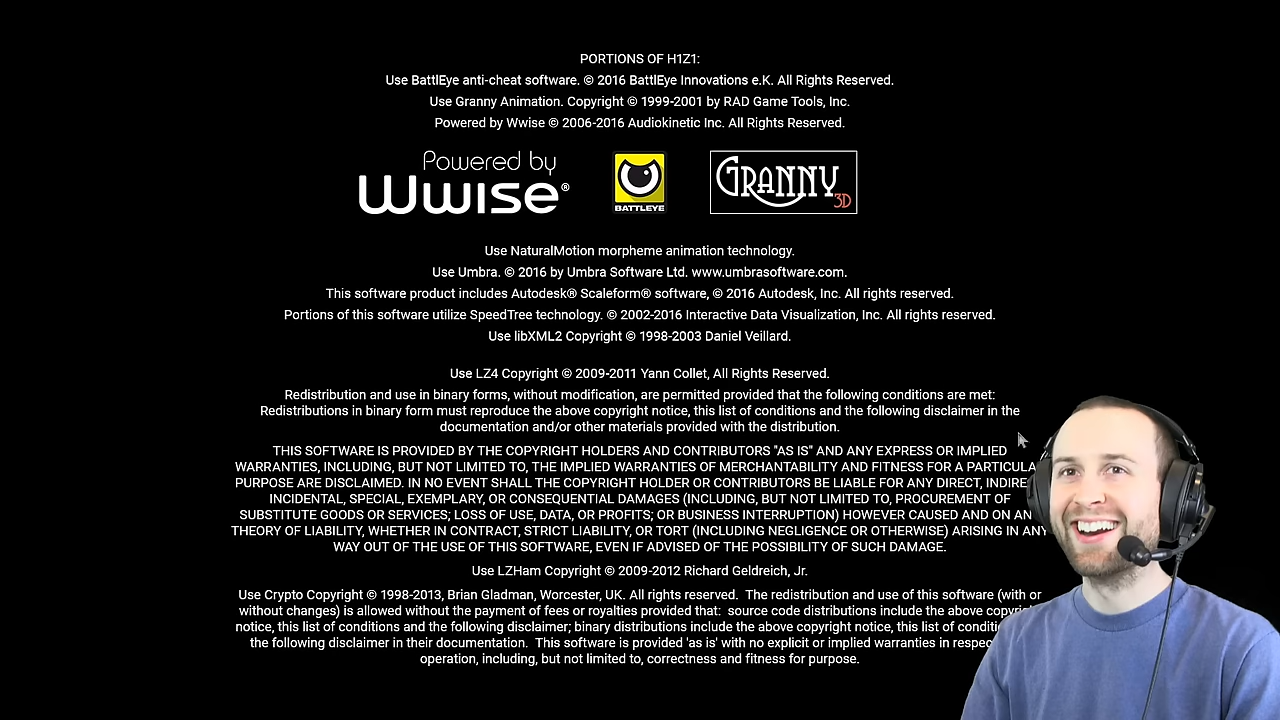 PORTIONS OF H1Z1:
Use BattlEye anti-cheat software. © 2016 BattlEye Innovations e.K. All Rights Reserved.
Use Granny Animation. Copyright © 1999-2001 by RAD Game Tools, Inc.
Powered by Wwise © 2006-2016 Audiokinetic Inc. All Rights Reserved.
Powered by
Wwise®
BATTLEYE
GRANNY
3D
Use NaturalMotion morpheme animation technology.
Use Umbra. © 2016 by Umbra Software Ltd. www.umbrasoftware.com.
This software product includes Autodesk® Scaleform® software, © 2016 Autodesk, Inc. All rights reserved.
Portions of this software utilize SpeedTree technology. © 2002-2016 Interactive Data Visualization, Inc. All rights reserved.
Use libXML2 Copyright © 1998-2003 Daniel Veillard.
Use LZ4 Copyright © 2009-2011 Yann Collet, All Rights Reserved.
Redistribution and use in binary forms, without modification, are permitted provided that the following conditions are met:
Redistributions in binary form must reproduce the above copyright notice, this list of conditions and the following disclaimer in the
documentation and/or other materials provided with the distribution.
THIS SOFTWARE IS PROVIDED BY THE COPYRIGHT HOLDERS AND CONTRIBUTORS "AS IS" AND ANY EXPRESS OR IMPLIED
WARRANTIES, INCLUDING, BUT NOT LIMITED TO, THE IMPLIED WARRANTIES OF MERCHANTABILITY AND FITNESS FOR A
PURPOSE ARE DISCLAIMED. IN NO EVENT SHALL THE COPYRIGHT HOLDER OR CONTRIBUTORS BE LIABLE FOR ANY DIRECT,
INCIDENTAL, SPECIAL, EXEMPLARY, OR CONSEQUENTIAL DAMAGES (INCLUDING, BUT NOT LIMITED TO, PROCUREMENT OF
SUBSTITUTE GOODS OR SERVICES; LOSS OF USE, DATA, OR PROFITS; OR BUSINESS INTERRUPTION) HOWEVER CAUSED AND ON AN
THEORY OF LIABILITY, WHETHER IN CONTRACT, STRICT LIABILITY, OR TORT (INCLUDING NEGLIGENCE OR OTHERWISE) ARISING IN ANY
WAY OUT OF THE USE OF THIS SOFTWARE, EVEN IF ADVISED OF THE POSSIBILITY OF SUCH DAMAGE.
Use LZHam Copyright © 2009-2012 Richard Geldreich, Jr.
Use Crypto Copyright © 1998-2013, Brian Gladman, Worcester, UK. All rights reserved. The redistribution and use of this software (with or
without changes) is allowed without the payment of fees or royalties provided that: source code distributions include the above
notice, this list of conditions and the following disclaimer; binary distributions include the above copyright notice, this list of
the following disclaimer in their documentation. This software is provided 'as is' with no explicit or implied warranties in
operation, including, but not limited to, correctness and fitness for purpose.